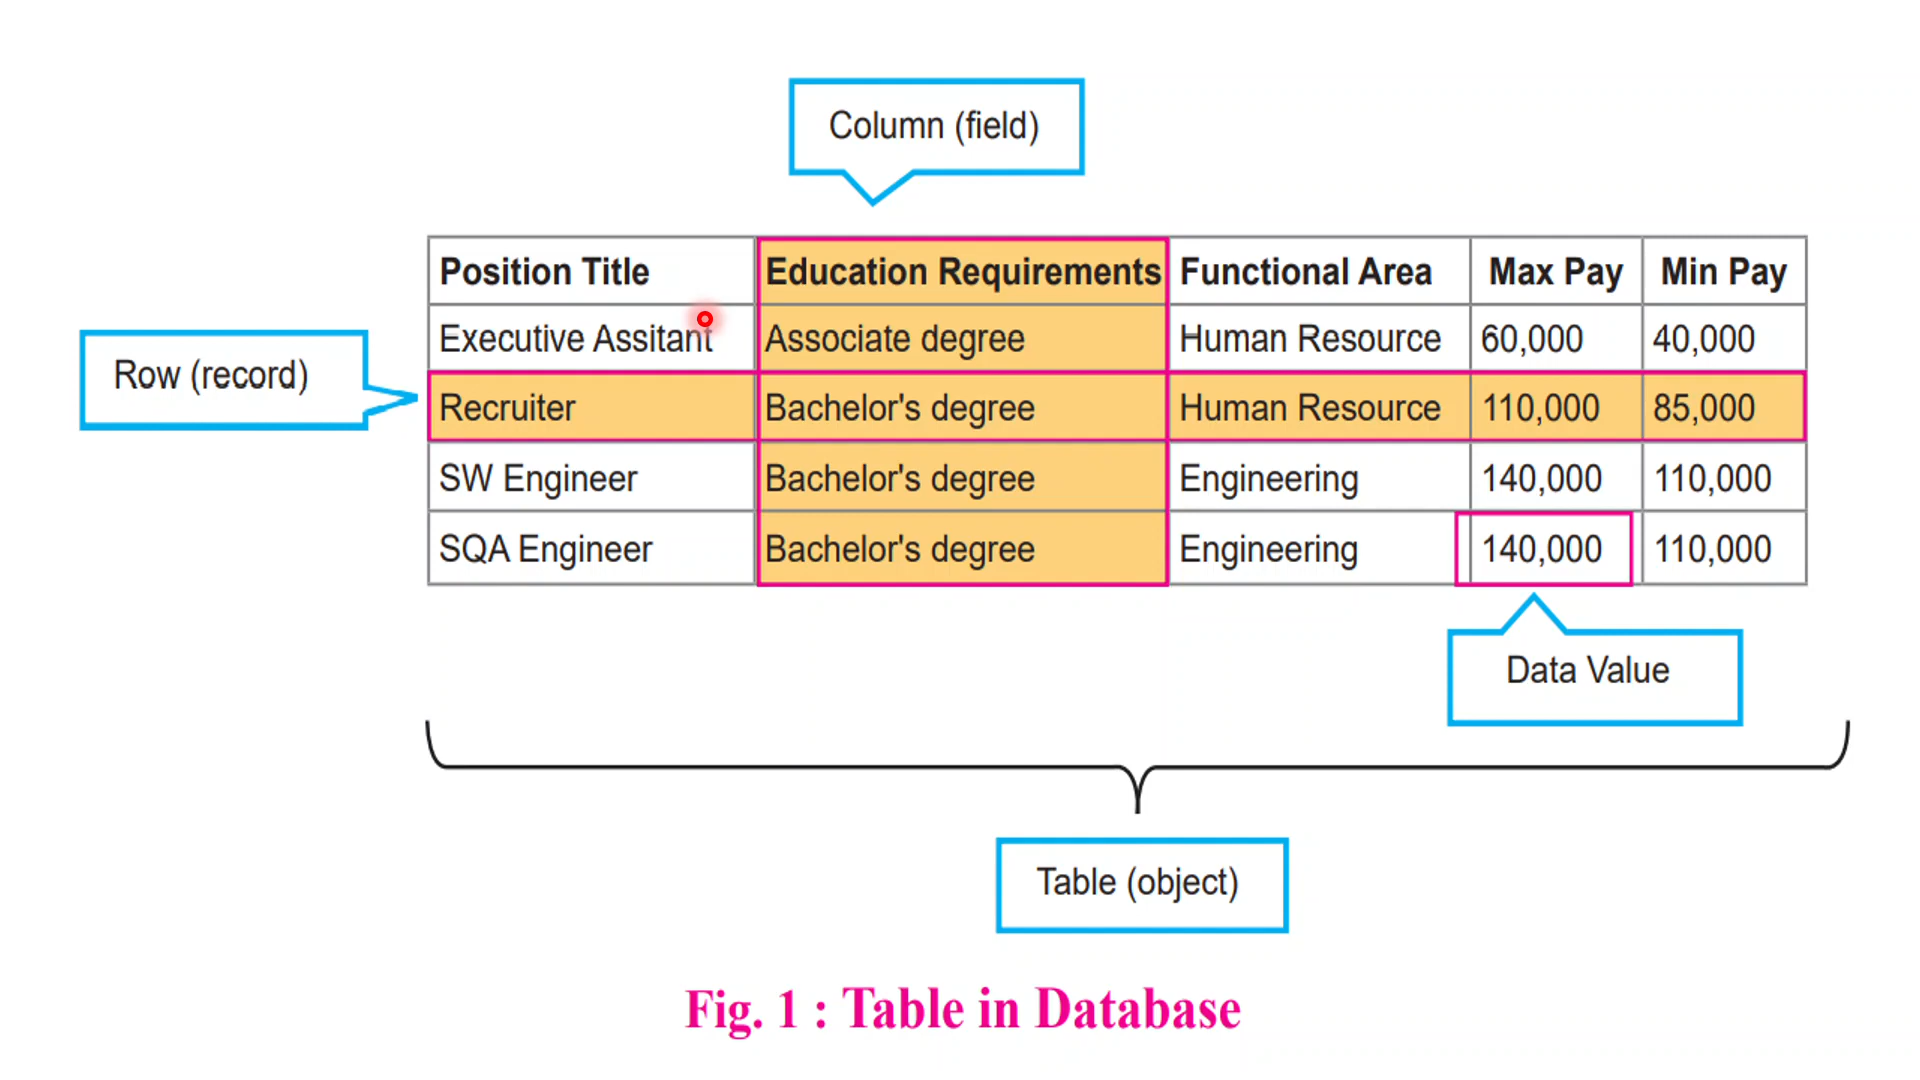 Column (field)
Position Title Education Requirements Functional Area Max Pay Min Pay
Executive Assitant Associate degree Human Resource 60,000 40,000
Row (record)
Recruiter Bachelor's degree Human Resource 110,000 85,000
SW Engineer Bachelor's degree Engineering 140,000 110,000
SQA Engineer Bachelor's degree Engineering 140,000 110,000
Data Value
Table (object)
Fig. 1 : Table in Database